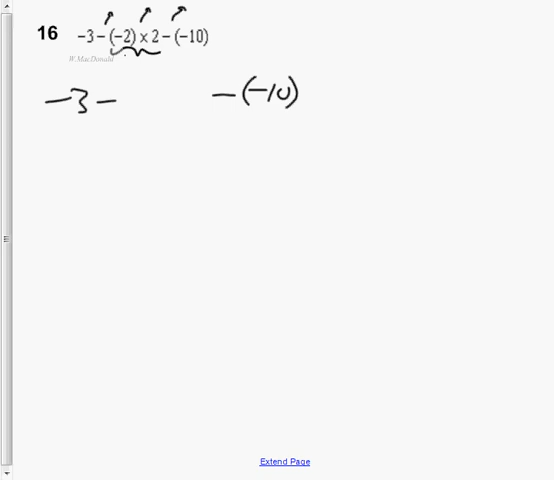 16 −3 − (−2) x 2 − (−10)
W.MacDonald
−3 − − (−10)
Extend Page